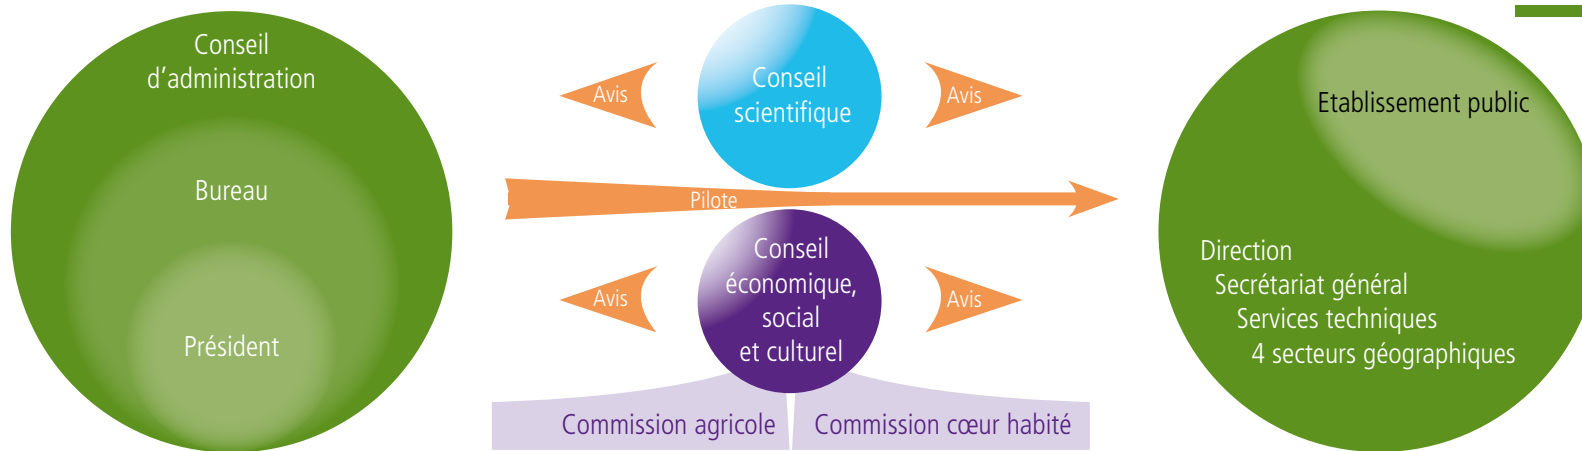 Conseil
d'administration
Bureau
Président
Avis
Conseil
scientifique
Avis
Pilote
Avis
Conseil
économique,
social
et culturel
Avis
Commission agricole
Commission cœur habité
Etablissement public
Direction
Secrétariat général
Services techniques
4 secteurs géographiques